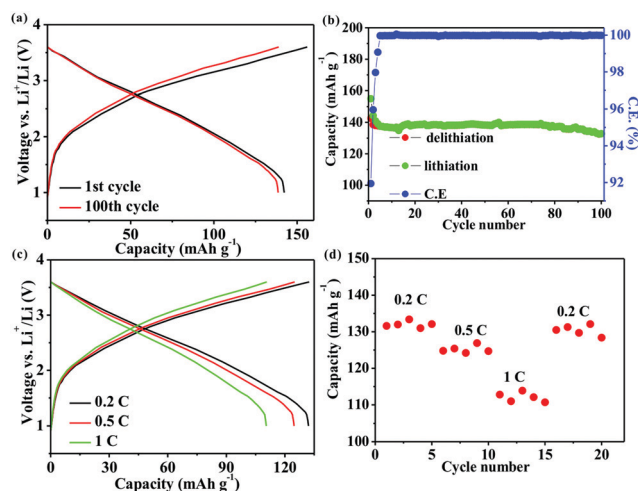 (a)
Voltage vs. Li⁺/Li (V)
3
2
1
1st cycle
100th cycle
0 50 100 150
Capacity (mAh g⁻¹)
(b)
Capacity (mAh g⁻¹)
200
180
160
140
120
100
delithiation
lithiation
C.E
100
98
96
94
92
C.E. (%)
0 20 40 60 80 100
Cycle number
(c)
Voltage vs. Li⁺/Li (V)
4
3
2
1
0.2 C
0.5 C
1 C
0 30 60 90 120
Capacity (mAh g⁻¹)
(d)
Capacity (mAh g⁻¹)
150
140
130
120
110
100
0.2 C
0.5 C
1 C
0.2 C
0 5 10 15 20
Cycle number